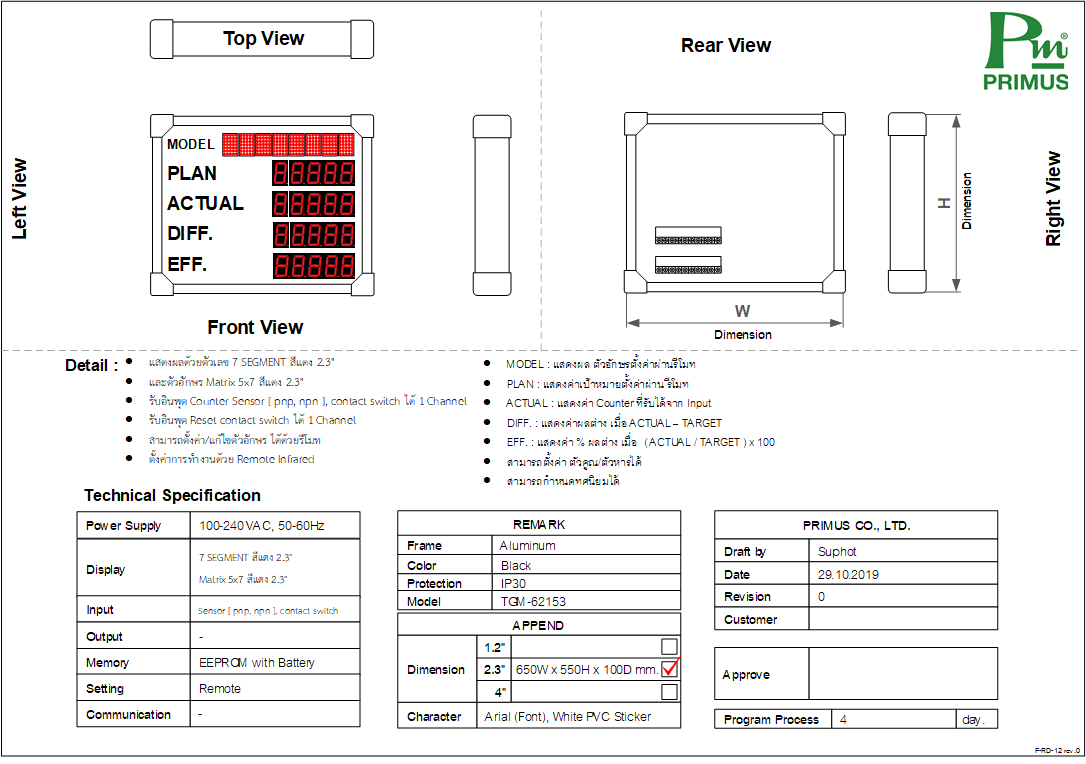 Top View
Rear View
Pm®
PRIMUS
Left View
MODEL
PLAN 88888
ACTUAL 88888
DIFF. 88888
EFF. 88888
Front View
H
Dimension
Right View
W
Dimension
Detail :
• แสดงผลด้วยตัวเลข 7 SEGMENT สีแดง 2.3"
• และตัวอักษร Matrix 5x7 สีแดง 2.3"
• รับอินพุต Counter Sensor [ pnp, npn ], contact switch ได้ 1 Channel
• รับอินพุต Reset contact switch ได้ 1 Channel
• สามารถตั้งค่า/แก้ไขตัวอักษร ได้ด้วยรีโมท
• ตั้งค่าการทำงานด้วย Remote Infrared
• MODEL : แสดงผล ตัวอักษรตั้งค่าผ่านรีโมท
• PLAN : แสดงค่าเป้าหมายตั้งค่าผ่านรีโมท
• ACTUAL : แสดงค่า Counter ที่รับได้จาก Input
• DIFF. : แสดงค่าผลต่าง เมื่อ ACTUAL – TARGET
• EFF. : แสดงค่า % ผลต่าง เมื่อ (ACTUAL / TARGET ) x 100
• สามารถตั้งค่า ตัวคูณ/ตัวหารได้
• สามารถกำหนดทศนิยมได้
Technical Specification
Power Supply 100-240 VAC, 50-60Hz
Display 7 SEGMENT สีแดง 2.3"
Matrix 5x7 สีแดง 2.3"
Input Sensor [ pnp, npn ], contact switch
Output -
Memory EEPROM with Battery
Setting Remote
Communication -
REMARK
Frame Aluminum
Color Black
Protection IP30
Model TGM-62153
APPEND
Dimension
1.2"
2.3" 650W x 550H x 100D mm.
4"
Character Arial (Font), White PVC Sticker
PRIMUS CO., LTD.
Draft by Suphot
Date 29.10.2019
Revision 0
Customer
Approve
Program Process 4 day.
F-RD-12 rev.0